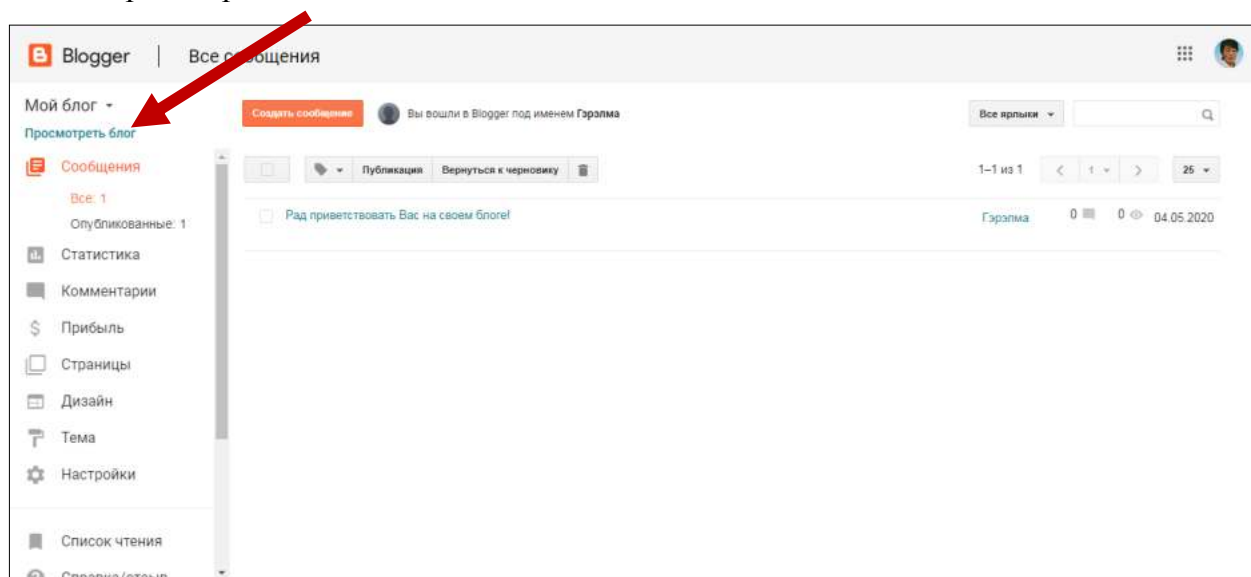 Blogger | Все сообщения
Мой блог
Просмотреть блог
Создать сообщение
Вы вошли в Blogger под именем Гэрэлма
Все ярлыки
Сообщения
Все: 1
Опубликованные: 1
Статистика
Комментарии
Прибыль
Страницы
Дизайн
Тема
Настройки
Список чтения
Публикация
Вернуться к черновику
1–1 из 1
1
25
Рад приветствовать Вас на своем блоге!
Гэрэлма
0
0
04.05.2020